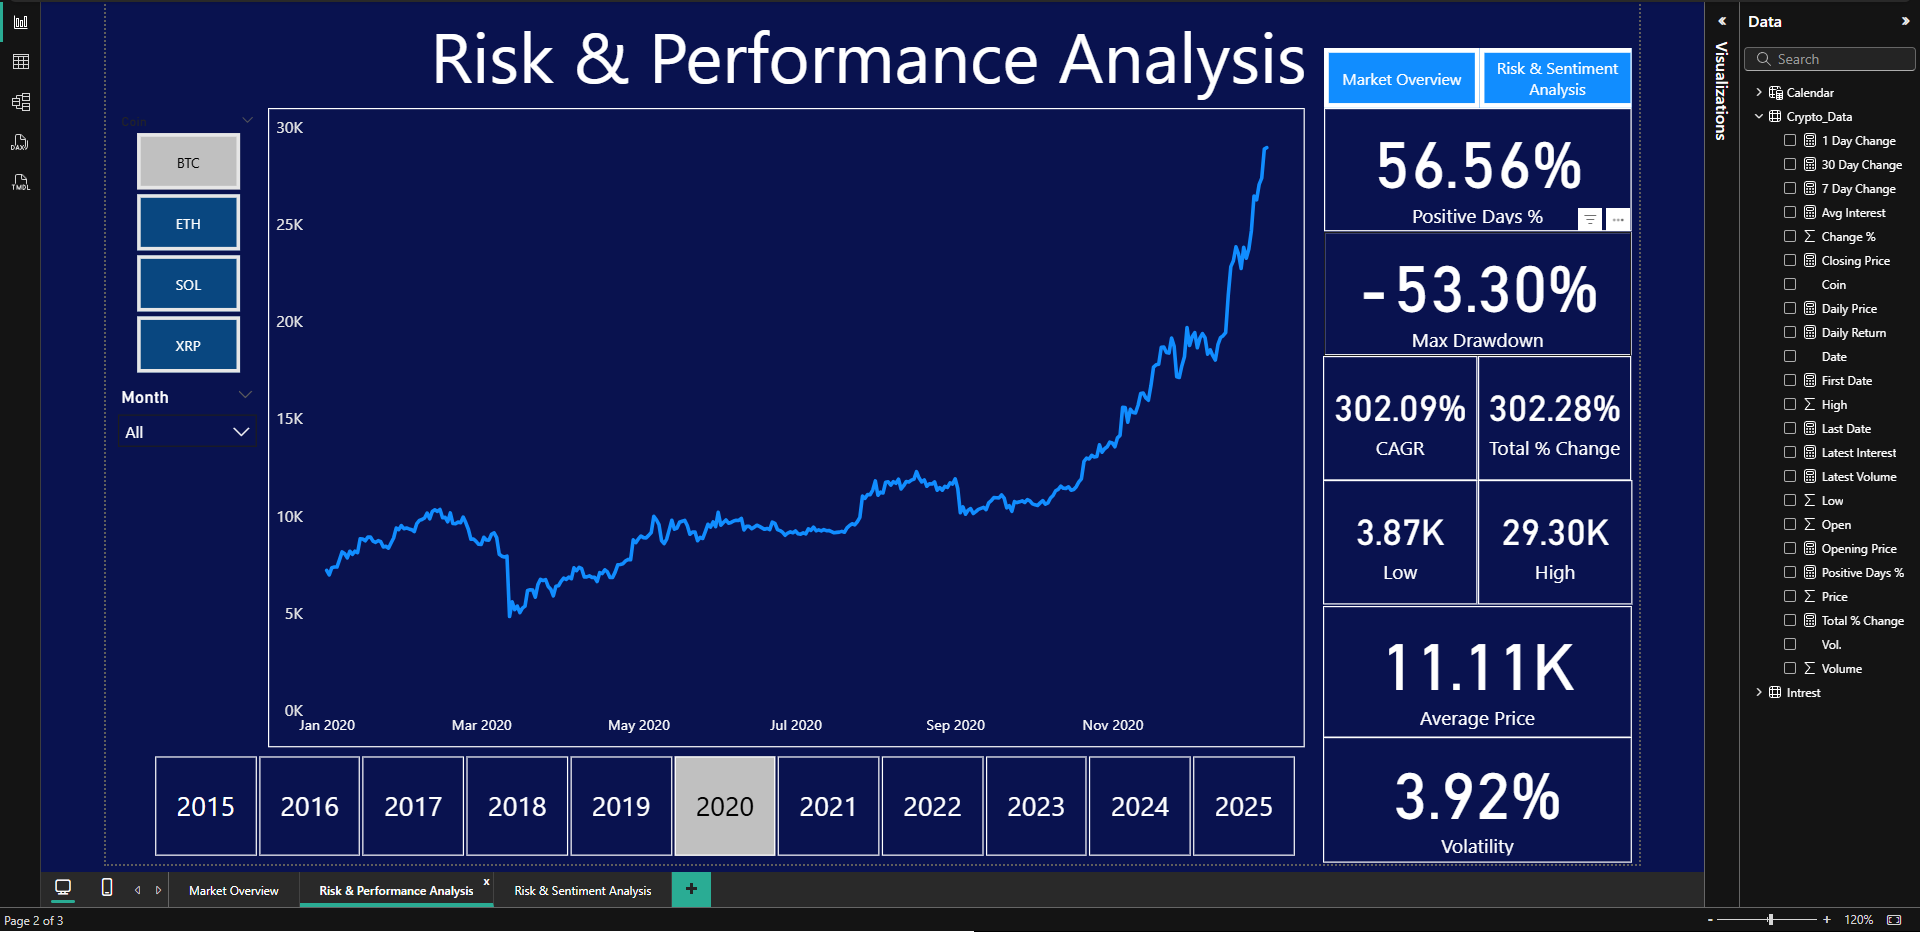 Risk & Performance Analysis
Market Overview
Risk & Sentiment
Analysis
Coin
BTC
ETH
SOL
XRP
Month
All
30K
25K
20K
15K
10K
5K
0K
Jan 2020
Mar 2020
May 2020
Jul 2020
Sep 2020
Nov 2020
56.56%
Positive Days %
-53.30%
Max Drawdown
302.09%
CAGR
302.28%
Total % Change
3.87K
Low
29.30K
High
11.11K
Average Price
3.92%
Volatility
2015
2016
2017
2018
2019
2020
2021
2022
2023
2024
2025
DAX
TMDL
Visualizations
Data
Search
Calendar
Crypto_Data
1 Day Change
30 Day Change
7 Day Change
Avg Interest
Change %
Closing Price
Coin
Daily Price
Daily Return
Date
First Date
High
Last Date
Latest Interest
Latest Volume
Low
Open
Opening Price
Positive Days %
Price
Total % Change
Vol.
Volume
Intrest
Market Overview
Risk & Performance Analysis
x
Risk & Sentiment Analysis
+
Page 2 of 3
-
+
120%